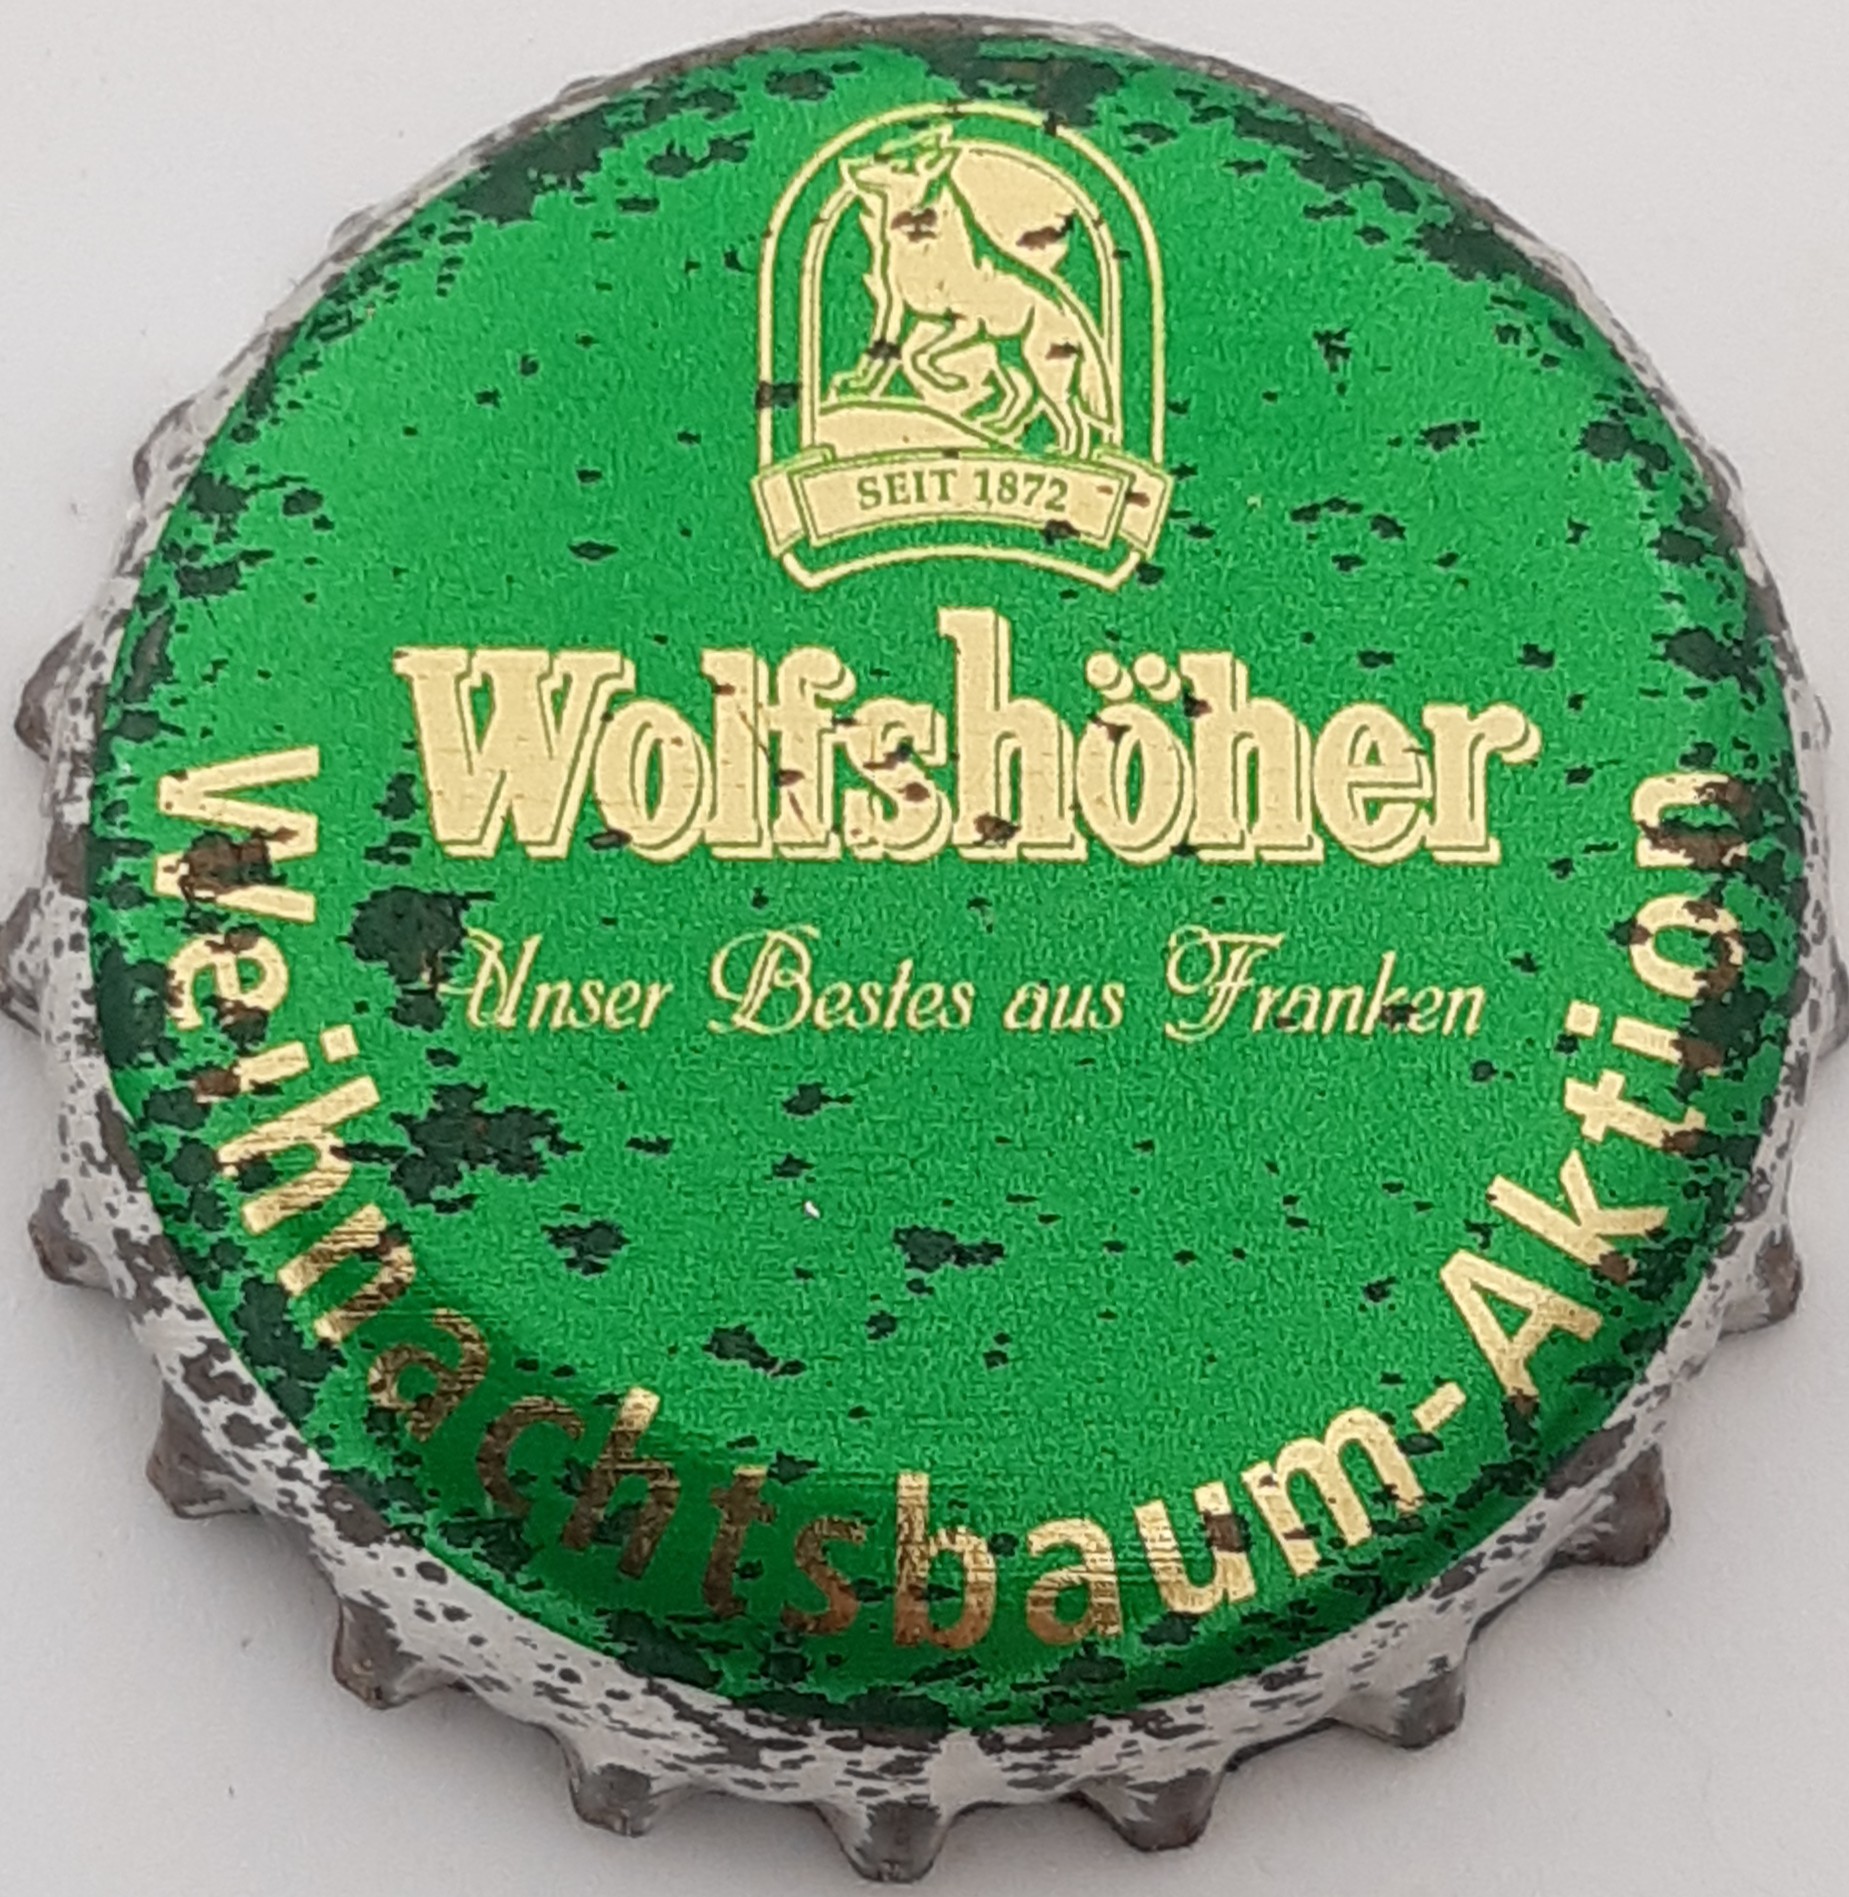 SEIT 1872
Wolfshöher
Unser Bestes aus Franken
Weihnachtsbaum-Aktion